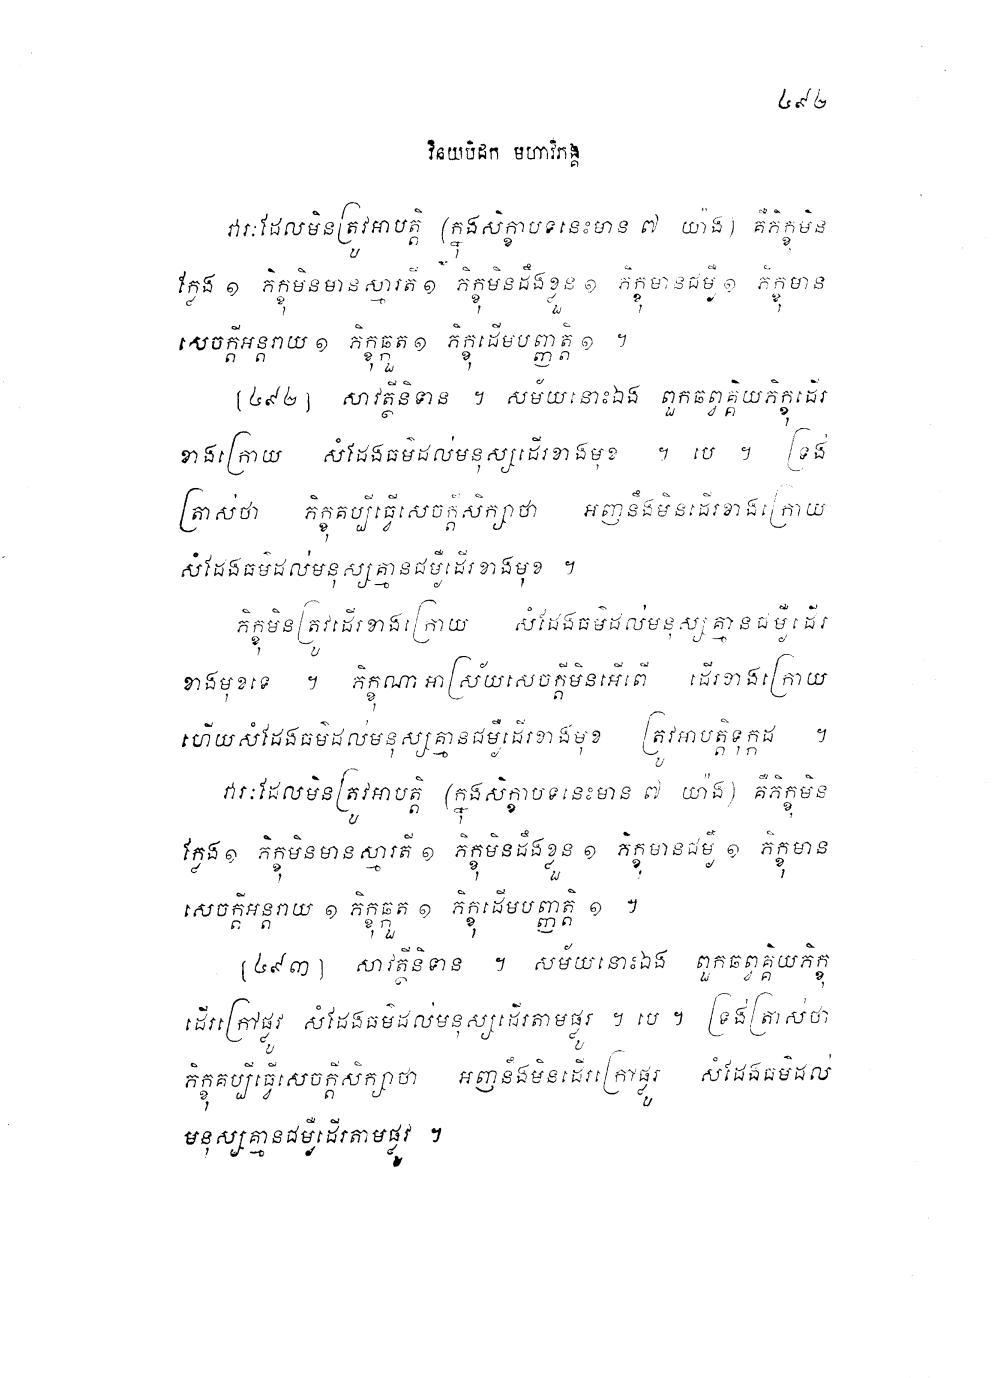 ៤៩២
វិនយបិដក មហាវិភង្គ
វារៈដែលមិនត្រូវអាបត្តិ (ក្នុងសិក្ខាបទនេះមាន ៧ យ៉ាង) គឺភិក្ខុមិន
ក្លែង ១ ភិក្ខុមិនមានស្មារតី ១ ភិក្ខុមិនដឹងខ្លួន ១ ភិក្ខុមានជម្ងឺ ១ ភិក្ខុមាន
សេចក្តីអន្តរាយ ១ ភិក្ខុឆ្កួត ១ ភិក្ខុដើមបញ្ញត្តិ ១ ។
[៤៩២] សាវត្ថីនិទាន ។ សម័យនោះឯង ពួកឆព្វគ្គិយភិក្ខុដើរ
ខាងក្រោយ សំដែងធម៌ដល់មនុស្សដើរខាងមុខ ។ បេ ។ ទ្រង់
ត្រាស់ថា ភិក្ខុគប្បីធ្វើសេចក្តីសិក្សាថា អញនឹងមិនដើរខាងក្រោយ
សំដែងធម៌ដល់មនុស្សគ្មានជម្ងឺដើរខាងមុខ ។
ភិក្ខុមិនត្រូវដើរខាងក្រោយ សំដែងធម៌ដល់មនុស្សគ្មានជម្ងឺដើរ
ខាងមុខទេ ។ ភិក្ខុណាអាស្រ័យសេចក្តីមិនអើពើ ដើរខាងក្រោយ
ហើយសំដែងធម៌ដល់មនុស្សគ្មានជម្ងឺដើរខាងមុខ ត្រូវអាបត្តិទុក្កដ ។
វារៈដែលមិនត្រូវអាបត្តិ (ក្នុងសិក្ខាបទនេះមាន ៧ យ៉ាង) គឺភិក្ខុមិន
ក្លែង ១ ភិក្ខុមិនមានស្មារតី ១ ភិក្ខុមិនដឹងខ្លួន ១ ភិក្ខុមានជម្ងឺ ១ ភិក្ខុមាន
សេចក្តីអន្តរាយ ១ ភិក្ខុឆ្កួត ១ ភិក្ខុដើមបញ្ញត្តិ ១ ។
[៤៩៣] សាវត្ថីនិទាន ។ សម័យនោះឯង ពួកឆព្វគ្គិយភិក្ខុ
ដើរក្រៅផ្លូវ សំដែងធម៌ដល់មនុស្សដើរតាមផ្លូវ ។ បេ ។ ទ្រង់ត្រាស់ថា
ភិក្ខុគប្បីធ្វើសេចក្តីសិក្សាថា អញនឹងមិនដើរក្រៅផ្លូវ សំដែងធម៌ដល់
មនុស្សគ្មានជម្ងឺដើរតាមផ្លូវ ។